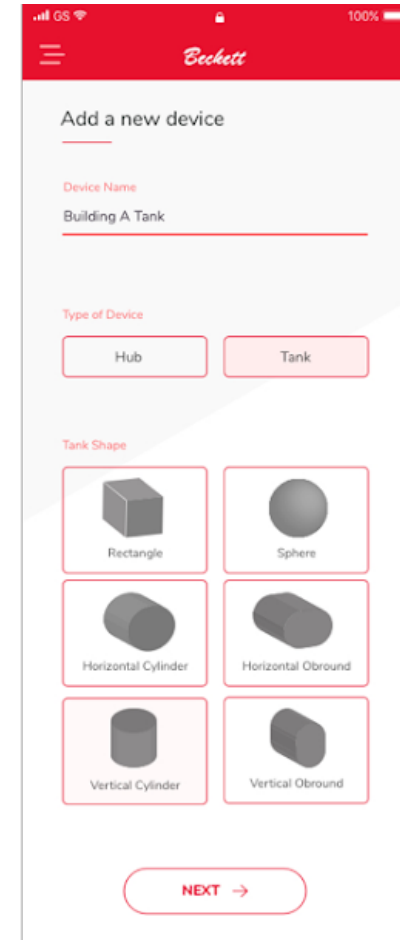 GS 100%
Beckett
Add a new device
Device Name
Building A Tank
Type of Device
Hub Tank
Tank Shape
Rectangle Sphere
Horizontal Cylinder Horizontal Obround
Vertical Cylinder Vertical Obround
NEXT →